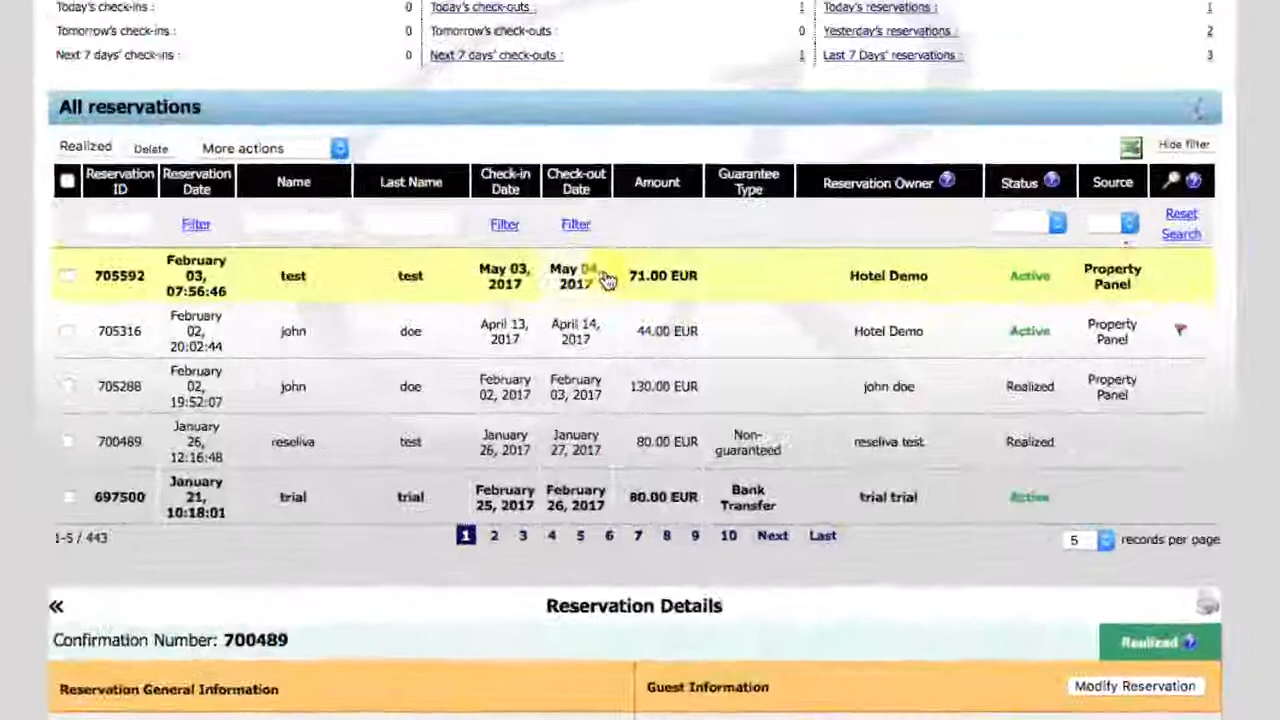 Today's check-ins : 0 Today's check-outs : 1 Today's reservations : 1
Tomorrow's check-ins : 0 Tomorrow's check-outs : 0 Yesterday's reservations : 2
Next 7 days' check-ins : 0 Next 7 days' check-outs : 1 Last 7 Days' reservations : 3
All reservations
Realized Delete More actions Hide filter
Reservation ID Reservation Date Name Last Name Check-in Date Check-out Date Amount Guarantee Type Reservation Owner ? Status ? Source ?
Filter Filter Filter Reset
Search
705592 February 03, 07:56:46 test test May 03, 2017 May 04, 2017 71.00 EUR Hotel Demo Active Property Panel
705316 February 02, 20:02:44 john doe April 13, 2017 April 14, 2017 44.00 EUR Hotel Demo Active Property Panel
705288 February 02, 19:52:07 john doe February 02, 2017 February 03, 2017 130.00 EUR john doe Realized Property Panel
700489 January 26, 12:16:48 reseliva test January 26, 2017 January 27, 2017 80.00 EUR Non-guaranteed reseliva test Realized
697500 January 21, 10:18:01 trial trial February 25, 2017 February 26, 2017 80.00 EUR Bank Transfer trial trial Active
1-5 / 443 1 2 3 4 5 6 7 8 9 10 Next Last 5 records per page
« Reservation Details
Confirmation Number: 700489 Realized ?
Reservation General Information Guest Information Modify Reservation